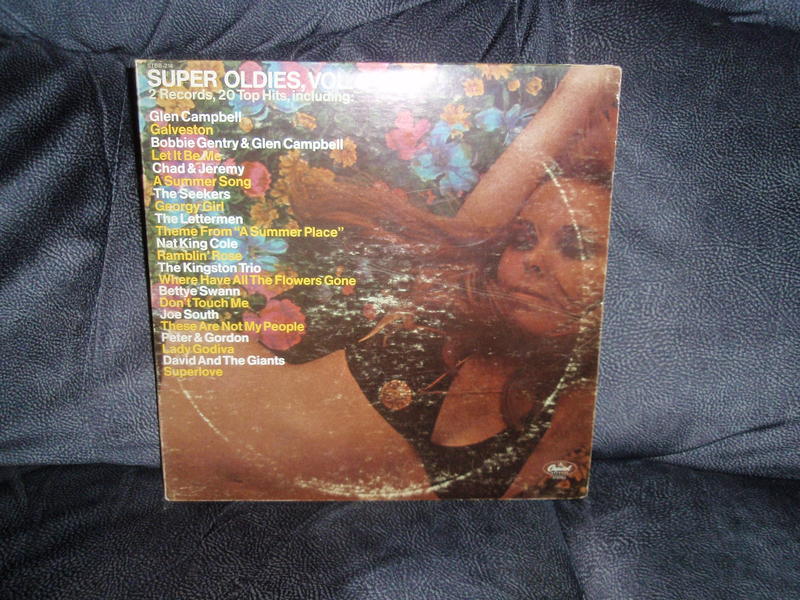 SUPER OLDIES, VOL.
2 Records, 20 Top Hits, including:
Glen Campbell
Galveston
Bobbie Gentry & Glen Campbell
Let It Be Me
Chad & Jeremy
A Summer Song
The Seekers
Georgy Girl
The Lettermen
Theme From "A Summer Place"
Nat King Cole
Ramblin' Rose
The Kingston Trio
Where Have All The Flowers Gone
Bettye Swann
Don't Touch Me
Joe South
These Are Not My People
Peter & Gordon
Lady Godiva
David And The Giants
Superlove
Capitol